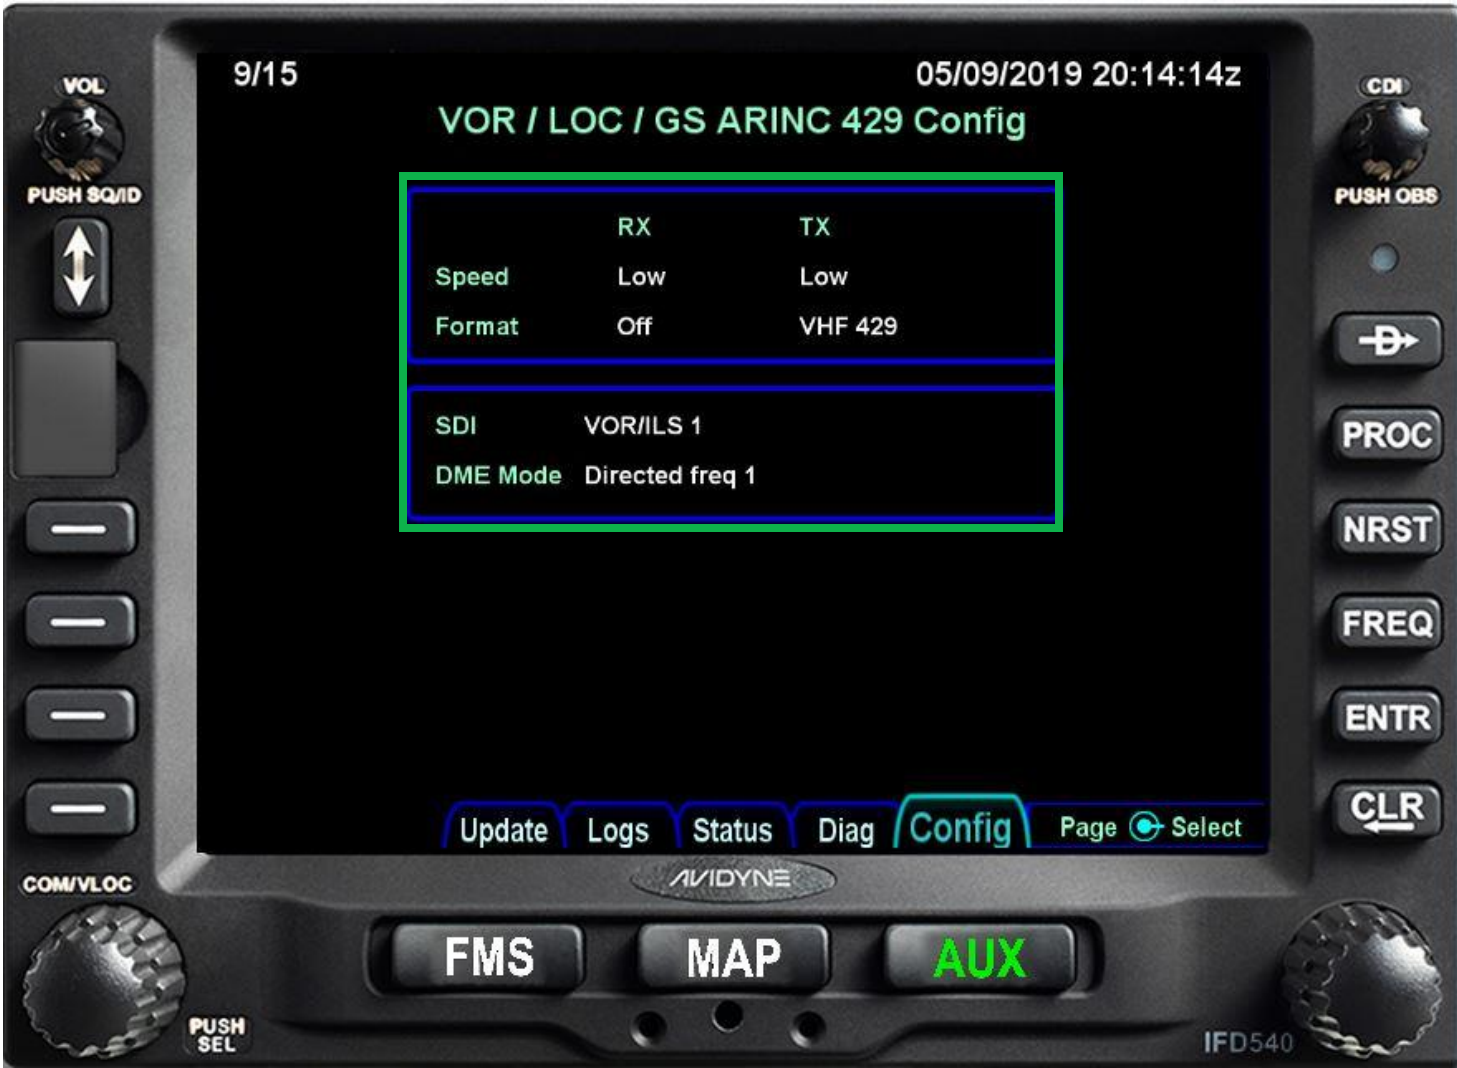 VOL
PUSH SQ/ID
COM/VLOC
PUSH
SEL
9/15 05/09/2019 20:14:14z
VOR / LOC / GS ARINC 429 Config
RX TX
Speed Low Low
Format Off VHF 429
SDI VOR/ILS 1
DME Mode Directed freq 1
Update Logs Status Diag Config Page Select
AVIDYNE
FMS MAP AUX
CDI
PUSH OBS
D
PROC
NRST
FREQ
ENTR
CLR
IFD540